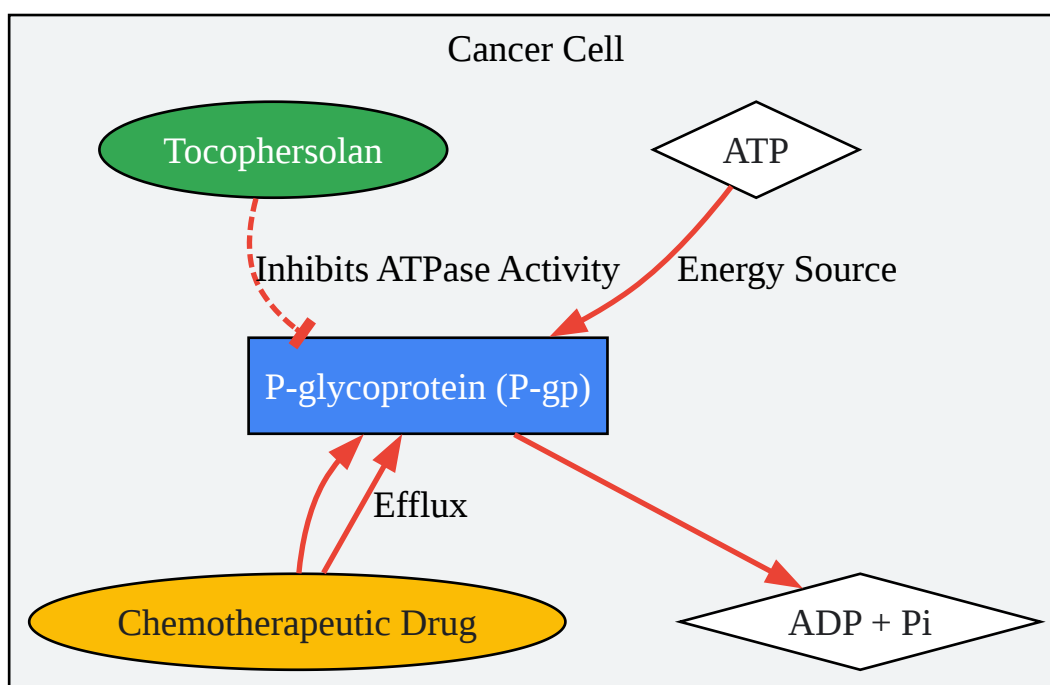 Cancer Cell
Tocophersolan
ATP
Inhibits ATPase Activity
Energy Source
P-glycoprotein (P-gp)
Efflux
Chemotherapeutic Drug
ADP + Pi